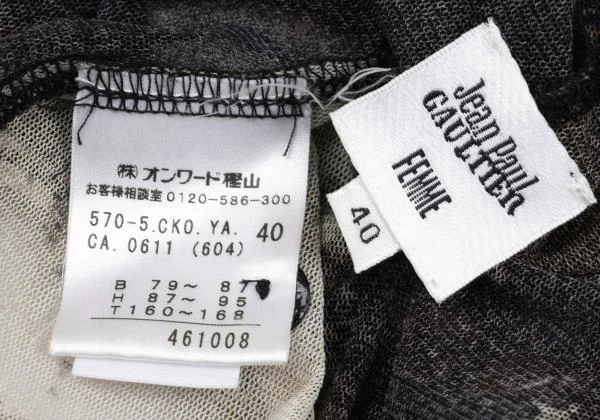 ㈱オンワード樫山
お客様相談室 0120-586-300
570-5.CKO.YA. 40
CA. 0611 (604)
B 79～ 87
H 87～ 95
T160～168
461008
Jean Paul
GAULTIER
FEMME
40